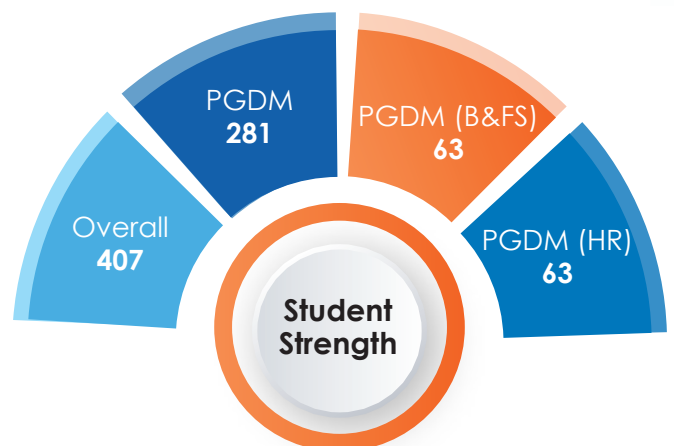 Overall
407
PGDM
281
PGDM (B&FS)
63
PGDM (HR)
63
Student
Strength